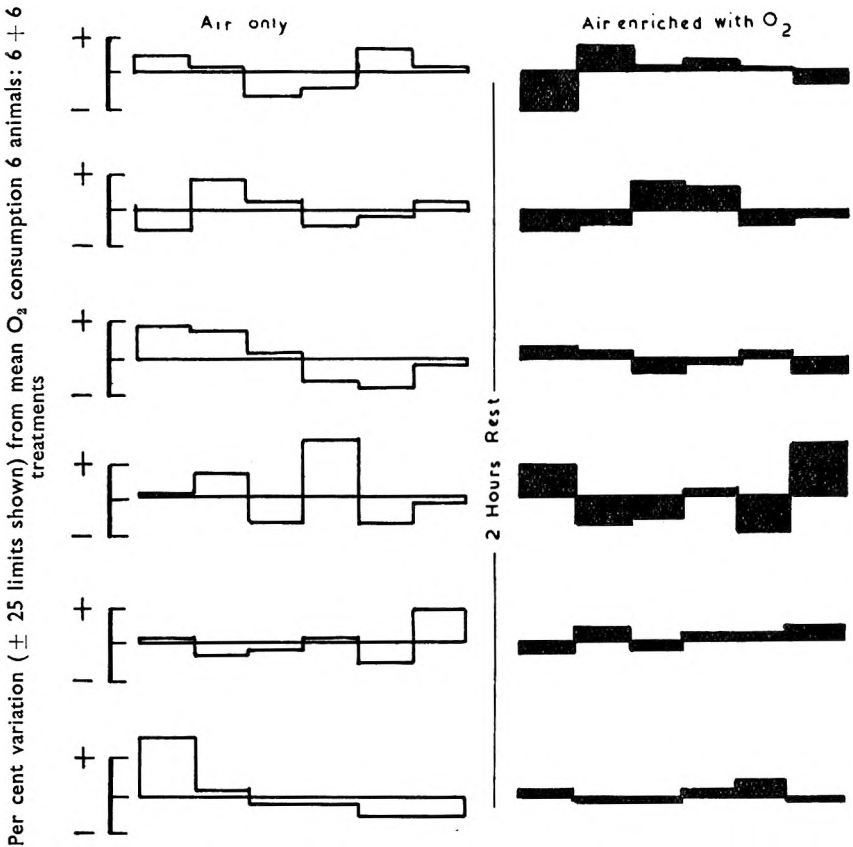 Per cent variation (± 25 limits shown) from mean O₂ consumption 6 animals: 6 + 6
treatments
Air only
Air enriched with O₂
+
−
+
−
+
−
+
−
+
−
+
−
2 Hours Rest